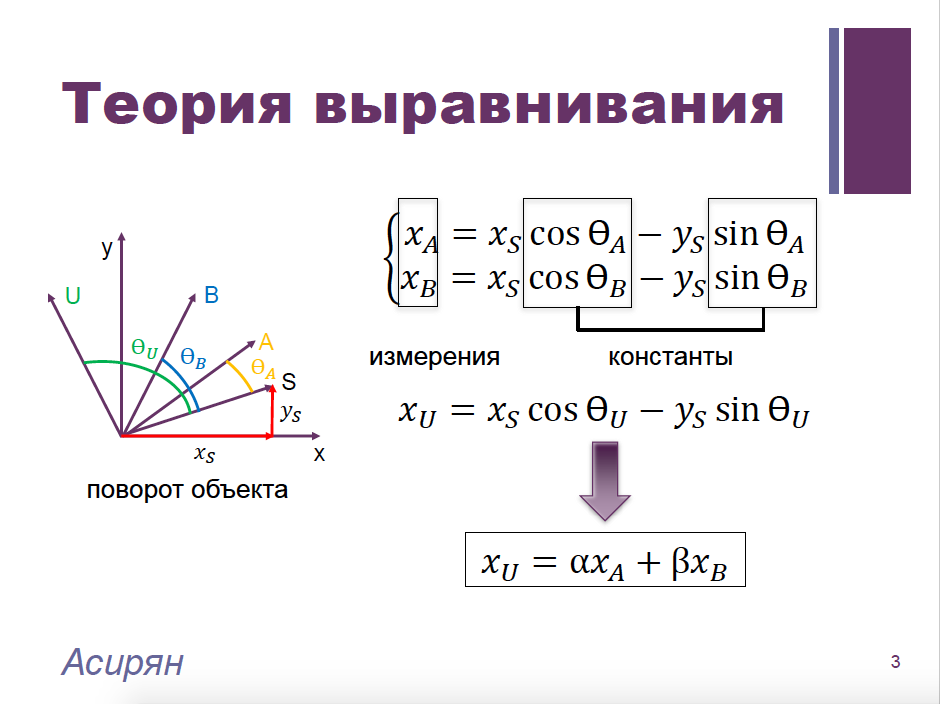 Теория выравнивания
x_A = x_S cos ϴ_A − y_S sin ϴ_A
x_B = x_S cos ϴ_B − y_S sin ϴ_B
измерения
константы
x_U = x_S cos ϴ_U − y_S sin ϴ_U
x_U = αx_A + βx_B
y
U
B
ϴ_U
ϴ_B
A
ϴ_A
S
y_S
x_S
x
поворот объекта
Асирян
3